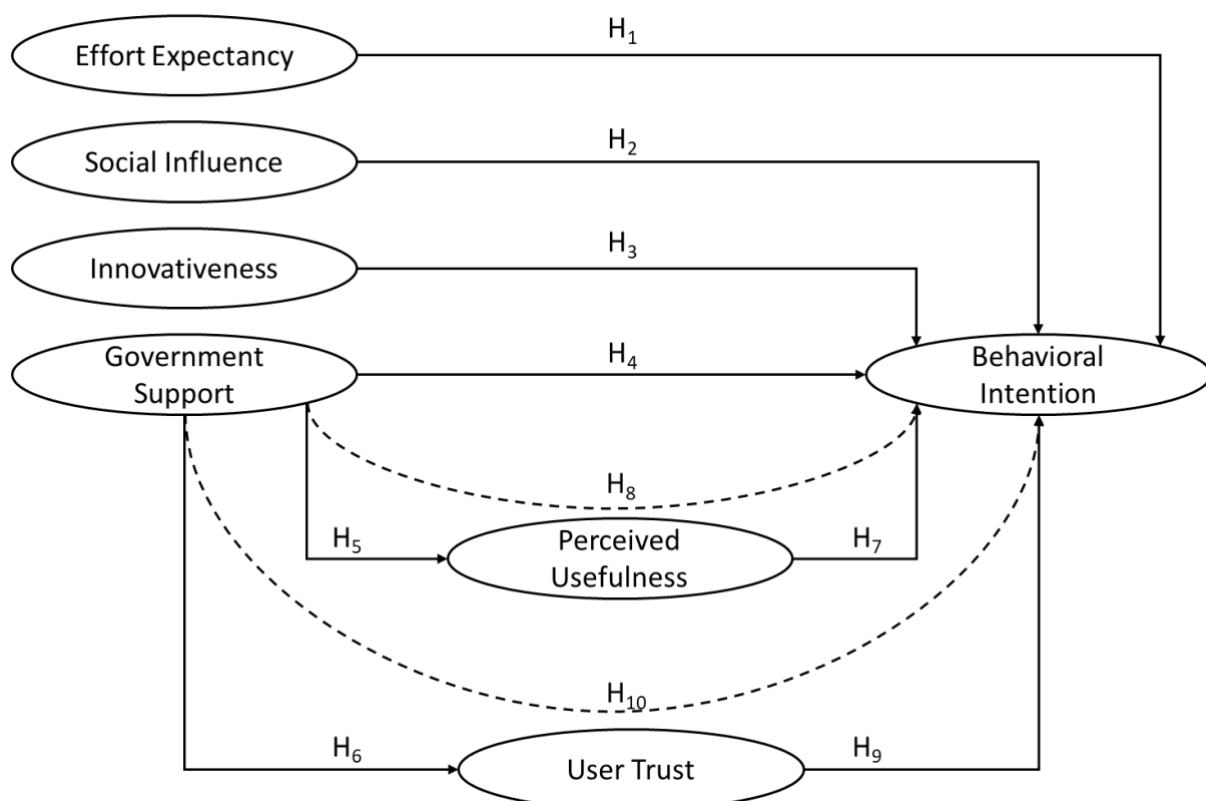 H₁
Effort Expectancy
H₂
Social Influence
H₃
Innovativeness
Government
Support
H₄
Behavioral
Intention
H₈
H₅
Perceived
Usefulness
H₇
H₁₀
H₆
User Trust
H₉